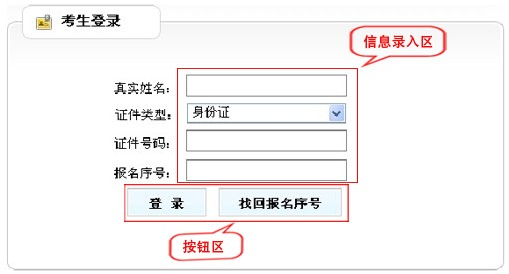 考生登录
信息录入区
真实姓名：
证件类型： 身份证
证件号码：
报名序号：
登 录 找回报名序号
按钮区